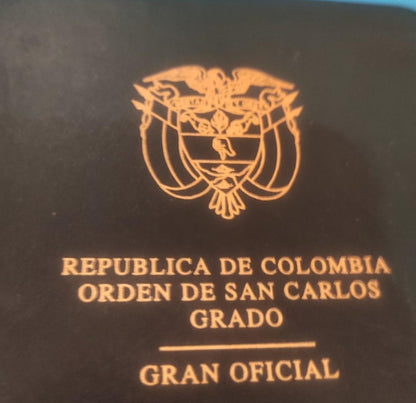 REPUBLICA DE COLOMBIA
ORDEN DE SAN CARLOS
GRADO
GRAN OFICIAL